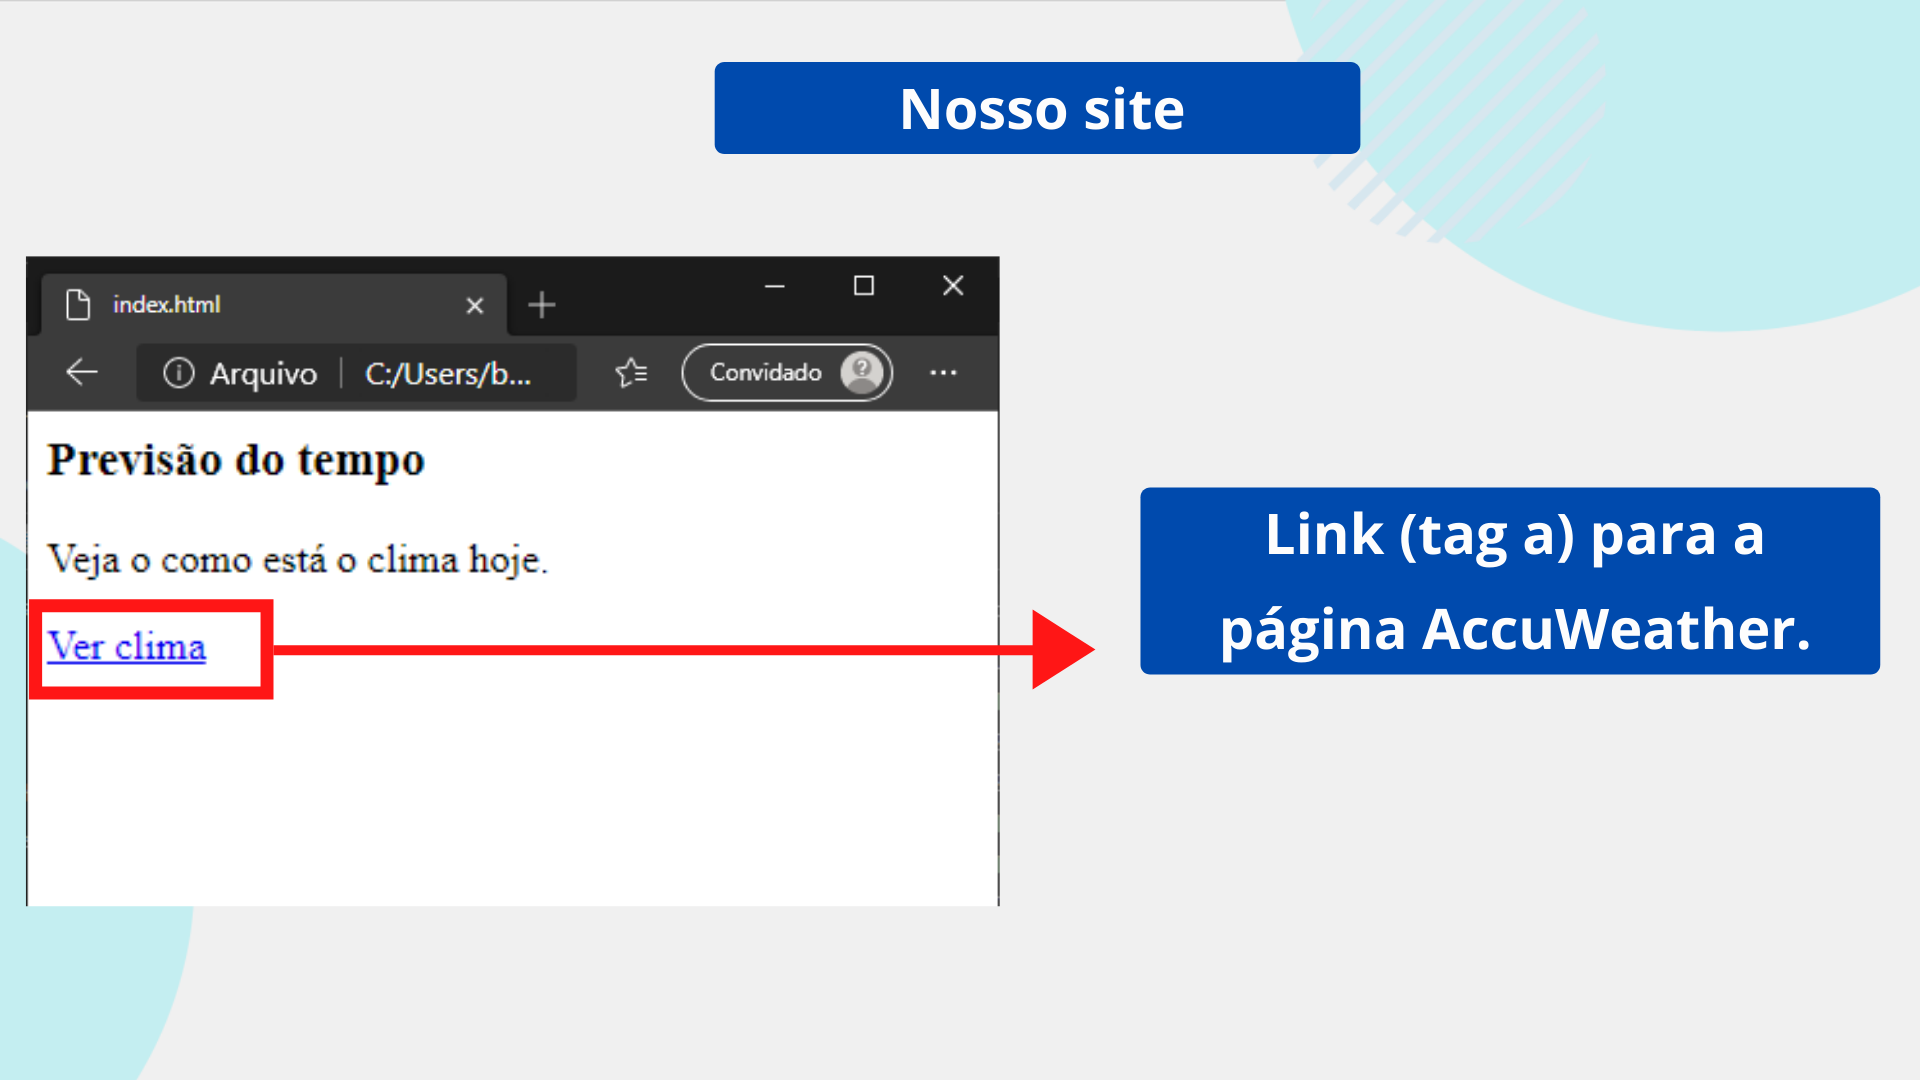 Nosso site
index.html
Arquivo | C:/Users/b...
Convidado
Previsão do tempo
Veja o como está o clima hoje.
Ver clima
Link (tag a) para a
página AccuWeather.